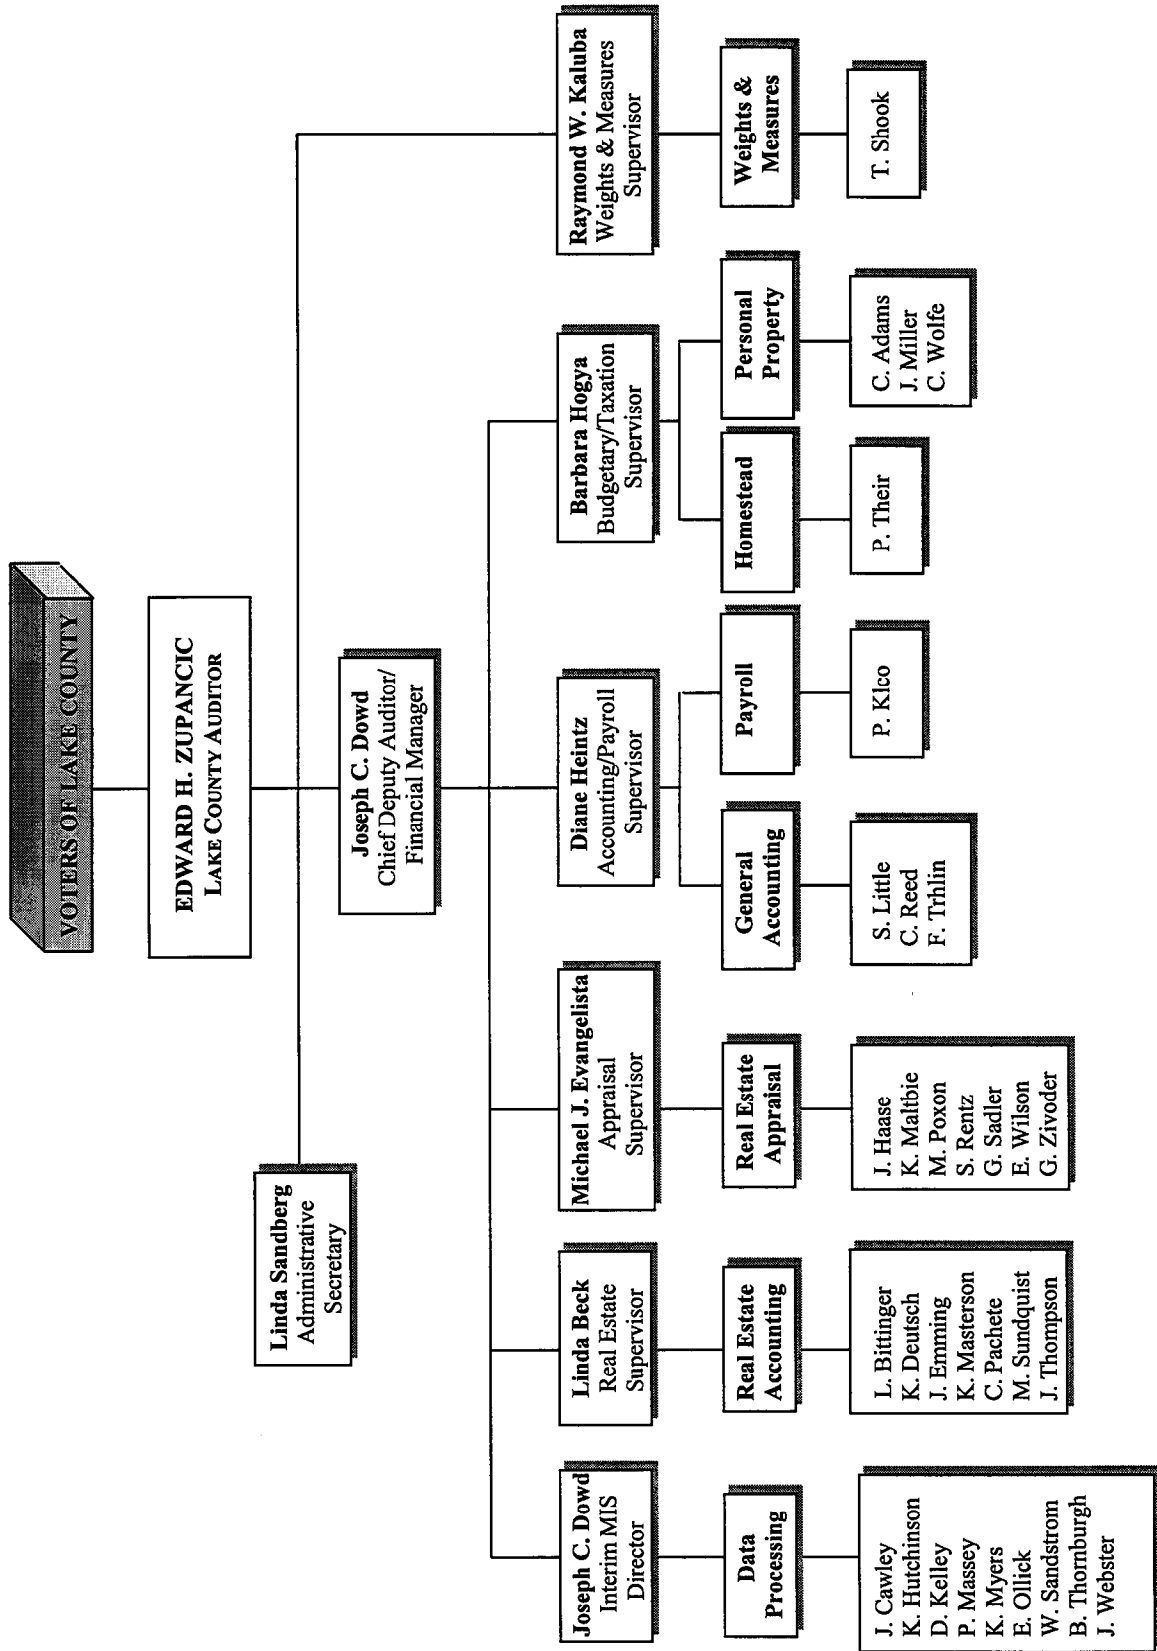 VOTERS OF LAKE COUNTY
EDWARD H. ZUPANCIC
LAKE COUNTY AUDITOR
Linda Sandberg
Administrative
Secretary
Joseph C. Dowd
Chief Deputy Auditor/
Financial Manager
Joseph C. Dowd
Interim MIS
Director
Linda Beck
Real Estate
Supervisor
Michael J. Evangelista
Appraisal
Supervisor
Diane Heintz
Accounting/Payroll
Supervisor
Barbara Hogya
Budgetary/Taxation
Supervisor
Raymond W. Kaluba
Weights & Measures
Supervisor
Data
Processing
Real Estate
Accounting
Real Estate
Appraisal
General
Accounting
Payroll
Homestead
Personal
Property
Weights &
Measures
J. Cawley
K. Hutchinson
D. Kelley
P. Massey
K. Myers
E. Ollick
W. Sandstrom
B. Thornburgh
J. Webster
L. Bittinger
K. Deutsch
J. Emming
K. Masterson
C. Pachete
M. Sundquist
J. Thompson
J. Haase
K. Maltbie
M. Poxon
S. Rentz
G. Sadler
E. Wilson
G. Zivoder
S. Little
C. Reed
F. Trhlin
P. Klco
P. Their
C. Adams
J. Miller
C. Wolfe
T. Shook